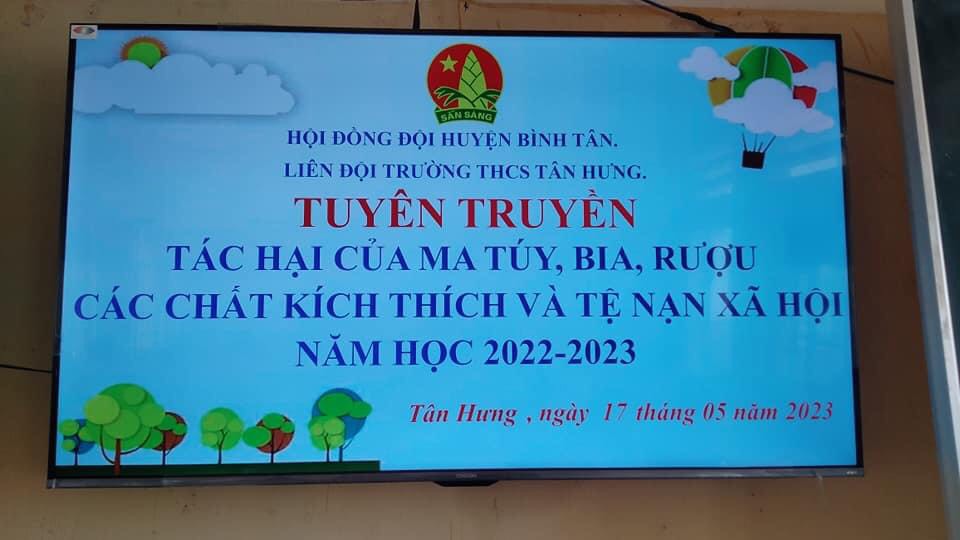 SẴN SÀNG
HỘI ĐỒNG ĐỘI HUYỆN BÌNH TÂN.
LIÊN ĐỘI TRƯỜNG THCS TÂN HƯNG.
TUYÊN TRUYỀN
TÁC HẠI CỦA MA TÚY, BIA, RƯỢU
CÁC CHẤT KÍCH THÍCH VÀ TỆ NẠN XÃ HỘI
NĂM HỌC 2022-2023
Tân Hưng , ngày 17 tháng 05 năm 2023